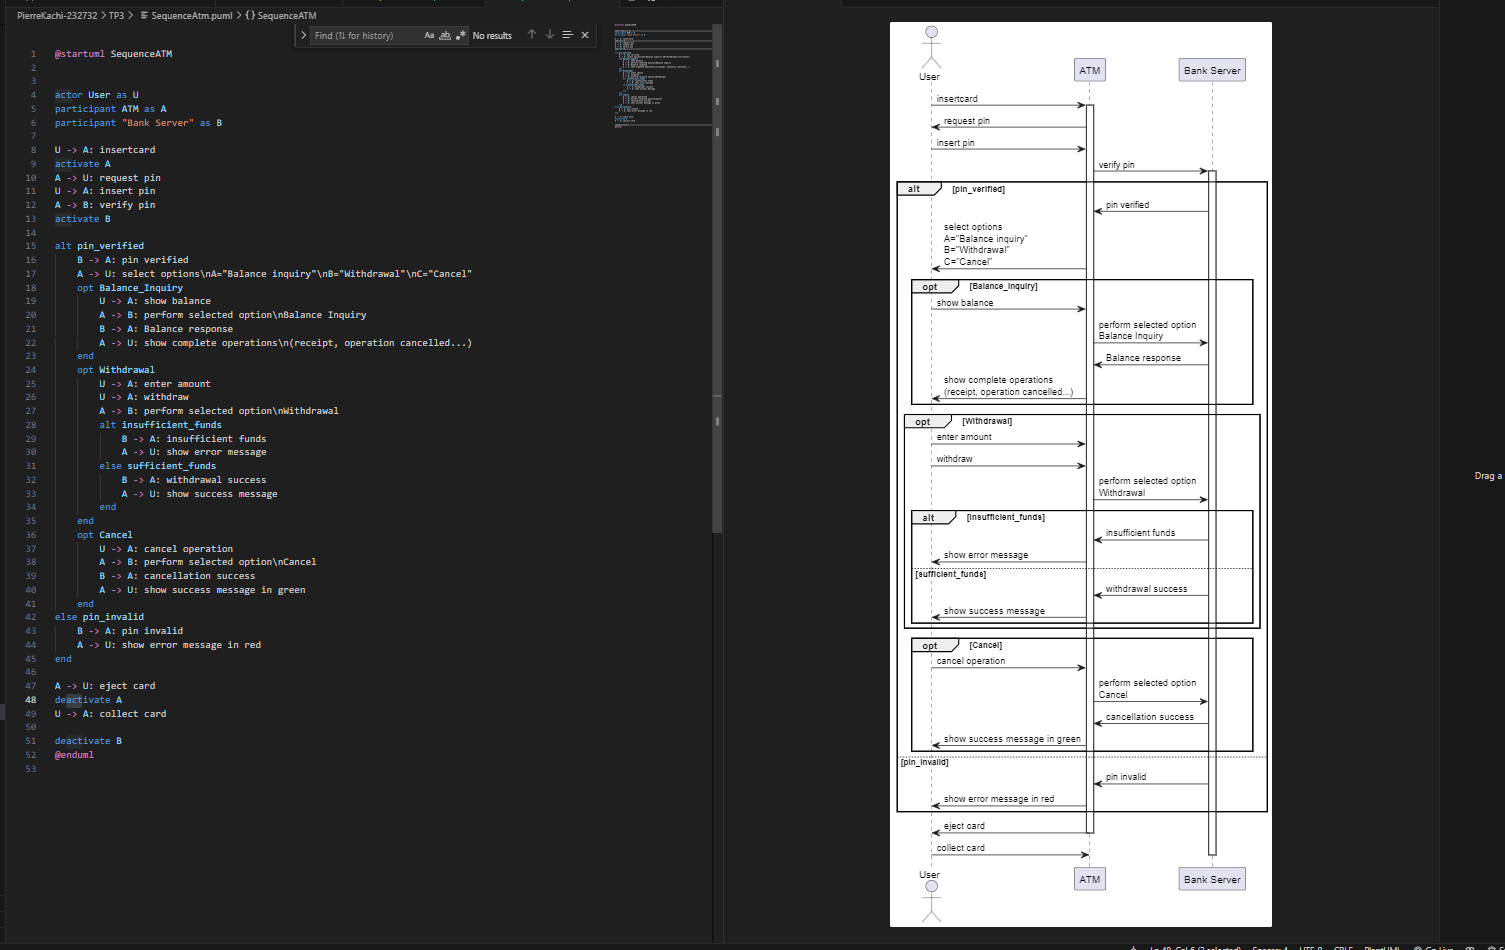 PierreKachi-232732 > TP3 > SequenceAtm.puml > {} SequenceATM
Find (⇅ for history)
Aa ab .* No results
1 @startuml SequenceATM
2
3
4 actor User as U
5 participant ATM as A
6 participant "Bank Server" as B
7
8 U -> A: insertcard
9 activate A
10 A -> U: request pin
11 U -> A: insert pin
12 A -> B: verify pin
13 activate B
14
15 alt pin_verified
16 B -> A: pin verified
17 A -> U: select options\nA="Balance inquiry"\nB="Withdrawal"\nC="Cancel"
18 opt Balance_Inquiry
19 U -> A: show balance
20 A -> B: perform selected option\nBalance Inquiry
21 B -> A: Balance response
22 A -> U: show complete operations\n(receipt, operation cancelled...)
23 end
24 opt Withdrawal
25 U -> A: enter amount
26 U -> A: withdraw
27 A -> B: perform selected option\nWithdrawal
28 alt insufficient_funds
29 B -> A: insufficient funds
30 A -> U: show error message
31 else sufficient_funds
32 B -> A: withdrawal success
33 A -> U: show success message
34 end
35 end
36 opt Cancel
37 U -> A: cancel operation
38 A -> B: perform selected option\nCancel
39 B -> A: cancellation success
40 A -> U: show success message in green
41 end
42 else pin_invalid
43 B -> A: pin invalid
44 A -> U: show error message in red
45 end
46
47 A -> U: eject card
48 deactivate A
49 U -> A: collect card
50
51 deactivate B
52 @enduml
53
User
ATM
Bank Server
insertcard
request pin
insert pin
verify pin
alt [pin_verified]
pin verified
select options
A="Balance inquiry"
B="Withdrawal"
C="Cancel"
opt [Balance_Inquiry]
show balance
perform selected option
Balance Inquiry
Balance response
show complete operations
(receipt, operation cancelled...)
opt [Withdrawal]
enter amount
withdraw
perform selected option
Withdrawal
alt [insufficient_funds]
insufficient funds
show error message
[sufficient_funds]
withdrawal success
show success message
opt [Cancel]
cancel operation
perform selected option
Cancel
cancellation success
show success message in green
[pin_invalid]
pin invalid
show error message in red
eject card
collect card
User
ATM
Bank Server
Drag a